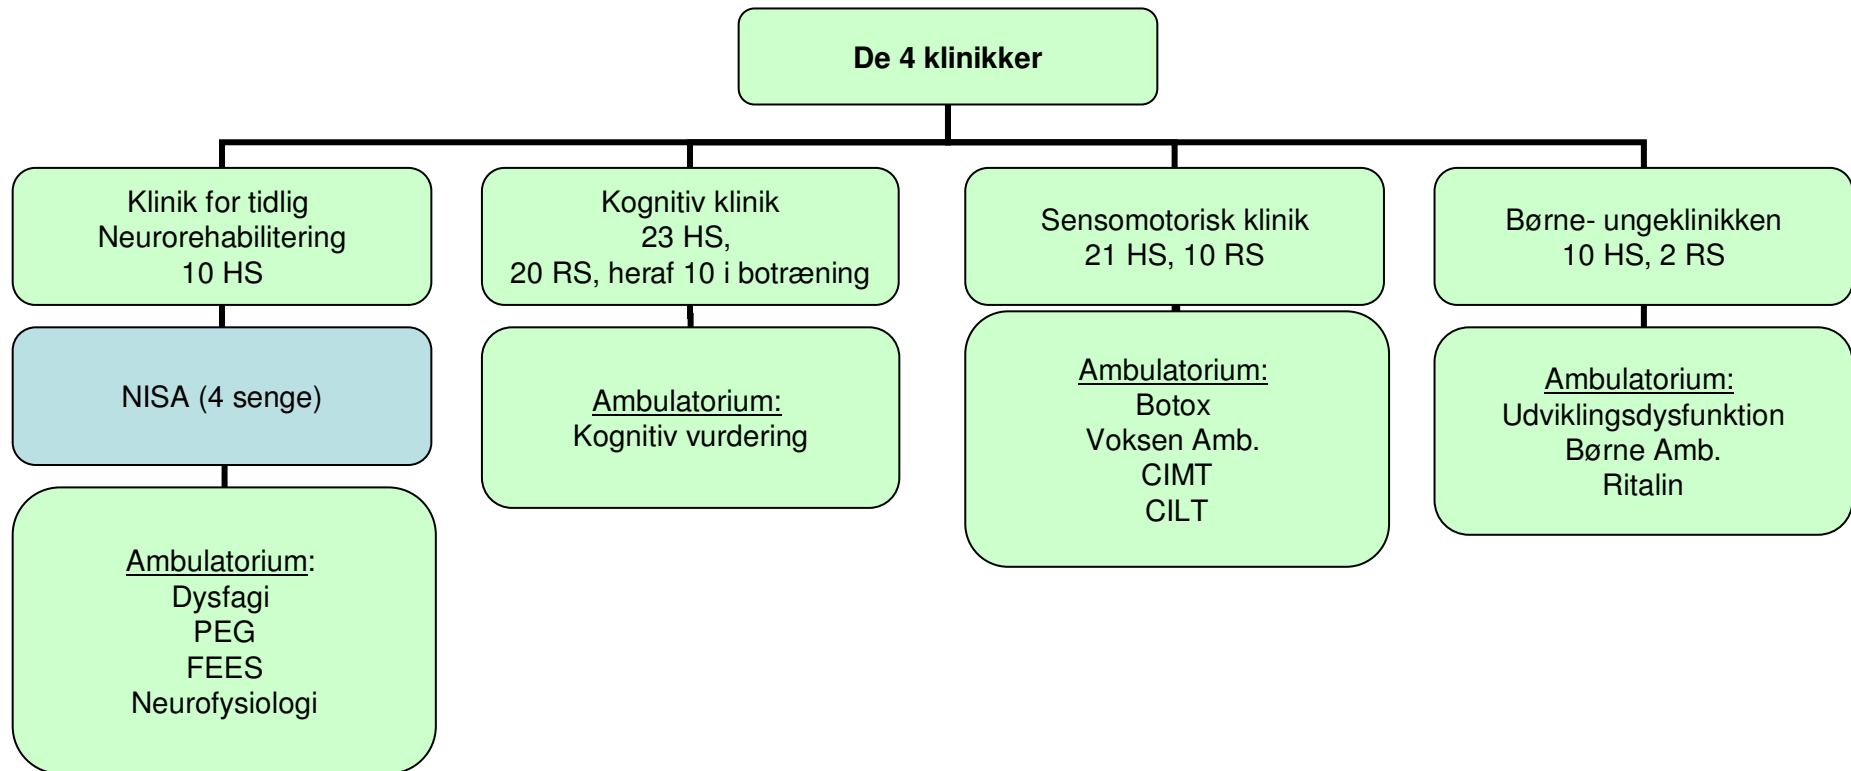 De 4 klinikker
Klinik for tidlig
Neurorehabilitering
10 HS
Kognitiv klinik
23 HS,
20 RS, heraf 10 i botræning
Sensomotorisk klinik
21 HS, 10 RS
Børne- ungeklinikken
10 HS, 2 RS
NISA (4 senge)
Ambulatorium:
Kognitiv vurdering
Ambulatorium:
Botox
Voksen Amb.
CIMT
CILT
Ambulatorium:
Udviklingsdysfunktion
Børne Amb.
Ritalin
Ambulatorium:
Dysfagi
PEG
FEES
Neurofysiologi